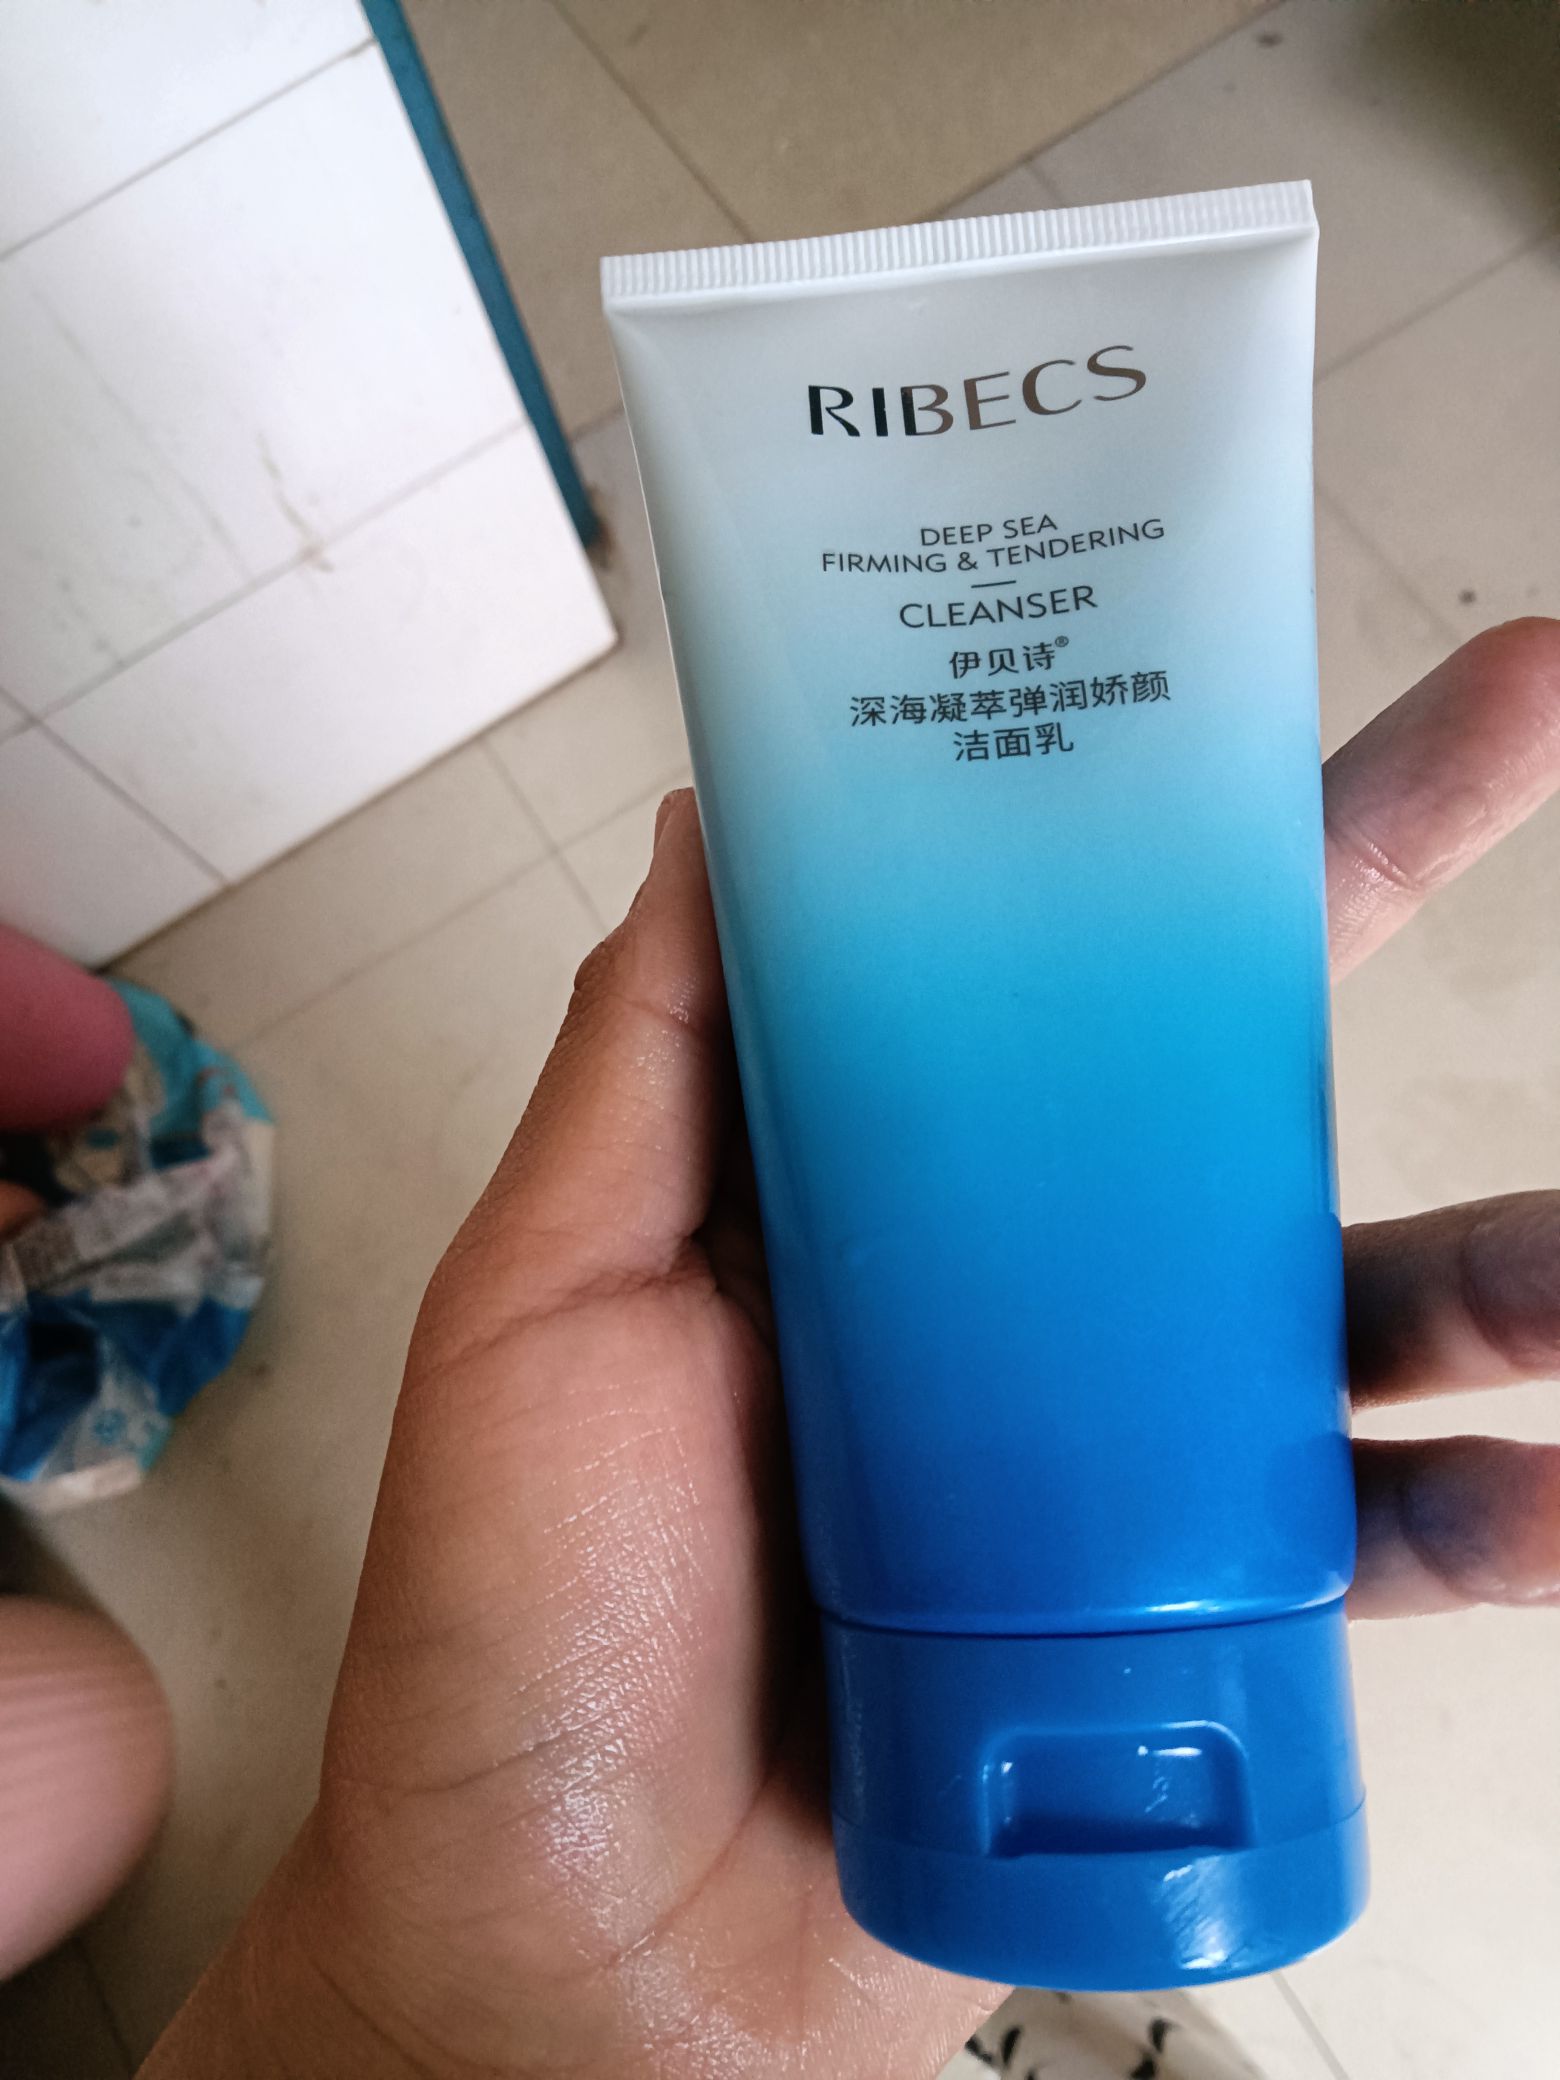 RIBECS
DEEP SEA
FIRMING & TENDERING
CLEANSER
伊贝诗®
深海凝萃弹润娇颜
洁面乳